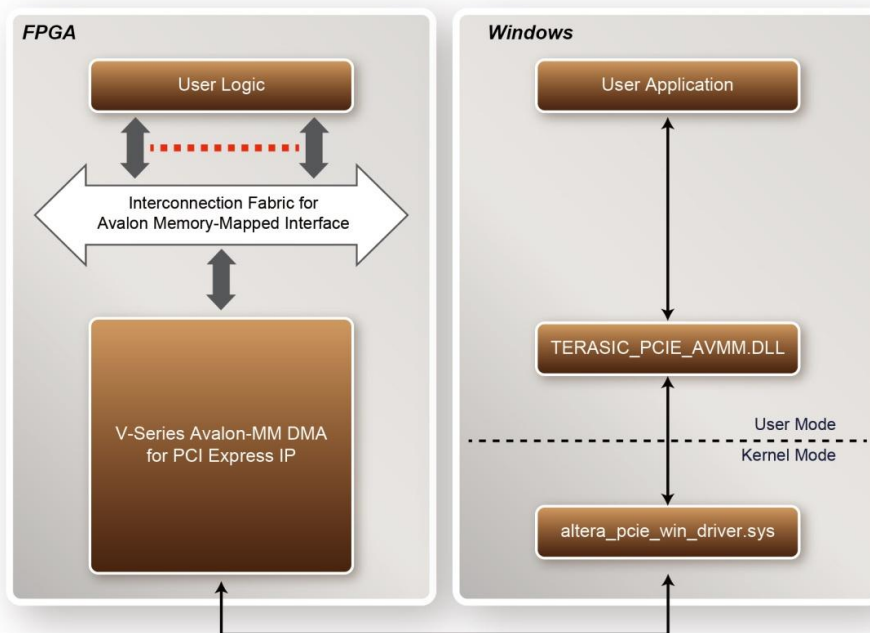 FPGA
User Logic
Interconnection Fabric for
Avalon Memory-Mapped Interface
V-Series Avalon-MM DMA
for PCI Express IP
Windows
User Application
TERASIC_PCIE_AVMM.DLL
User Mode
Kernel Mode
altera_pcie_win_driver.sys